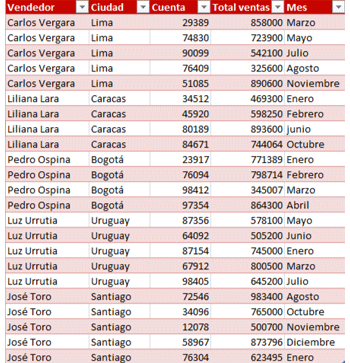 Vendedor Ciudad Cuenta Total ventas Mes
Carlos Vergara Lima 29389 858000 Marzo
Carlos Vergara Lima 74830 723900 Mayo
Carlos Vergara Lima 90099 542100 Julio
Carlos Vergara Lima 76409 325600 Agosto
Carlos Vergara Lima 51085 890600 Noviembre
Liliana Lara Caracas 34512 469300 Enero
Liliana Lara Caracas 45920 598250 Febrero
Liliana Lara Caracas 80189 893600 junio
Liliana Lara Caracas 84671 744064 Octubre
Pedro Ospina Bogotá 23917 771389 Enero
Pedro Ospina Bogotá 76094 798714 Febrero
Pedro Ospina Bogotá 98412 345007 Marzo
Pedro Ospina Bogotá 97354 864300 Abril
Luz Urrutia Uruguay 87356 578100 Mayo
Luz Urrutia Uruguay 64092 505200 Junio
Luz Urrutia Uruguay 87154 745000 Enero
Luz Urrutia Uruguay 67912 800500 Marzo
Luz Urrutia Uruguay 98405 645200 Julio
José Toro Santiago 72546 983400 Agosto
José Toro Santiago 34096 765000 Octubre
José Toro Santiago 12078 500700 Noviembre
José Toro Santiago 58967 873796 Diciembre
José Toro Santiago 76304 623495 Enero